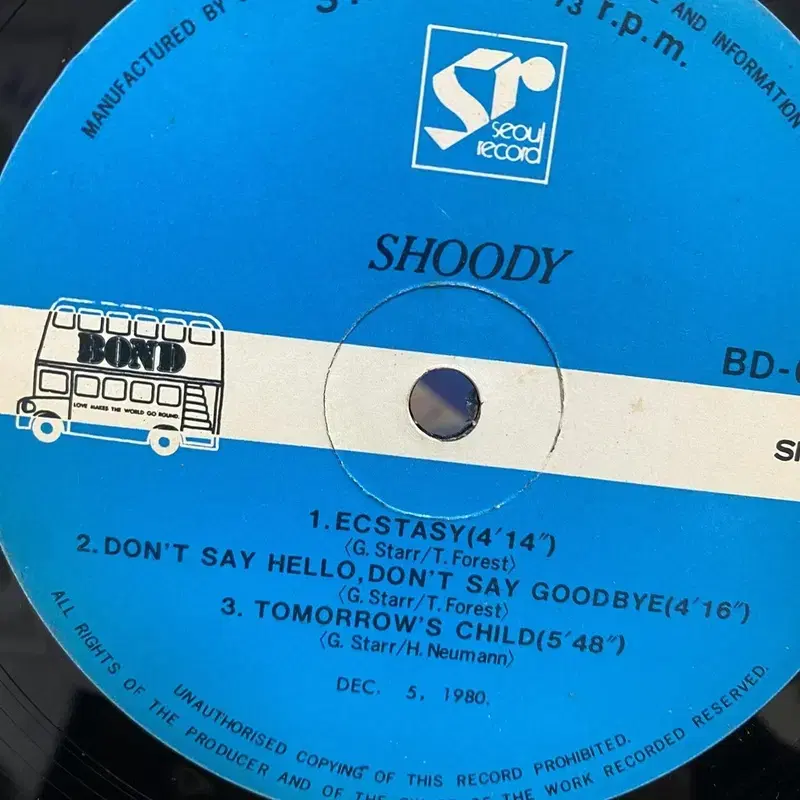 MANUFACTURED BY
r.p.m.
AND INFORMATION
Sr
seoul
record
SHOODY
BOND
LOVE MAKES THE WORLD GO ROUND.
BD-
1.ECSTASY(4′14″)
〈G. Starr/T. Forest〉
2.DON'T SAY HELLO,DON'T SAY GOODBYE(4′16″)
〈G. Starr/T. Forest〉
3. TOMORROW'S CHILD(5′48″)
〈G. Starr/H. Neumann〉
DEC. 5, 1980.
UNAUTHORISED COPYING OF THIS RECORD PROHIBITED.
ALL RIGHTS OF THE PRODUCER AND OF THE OF THE WORK RECORDED RESERVED.